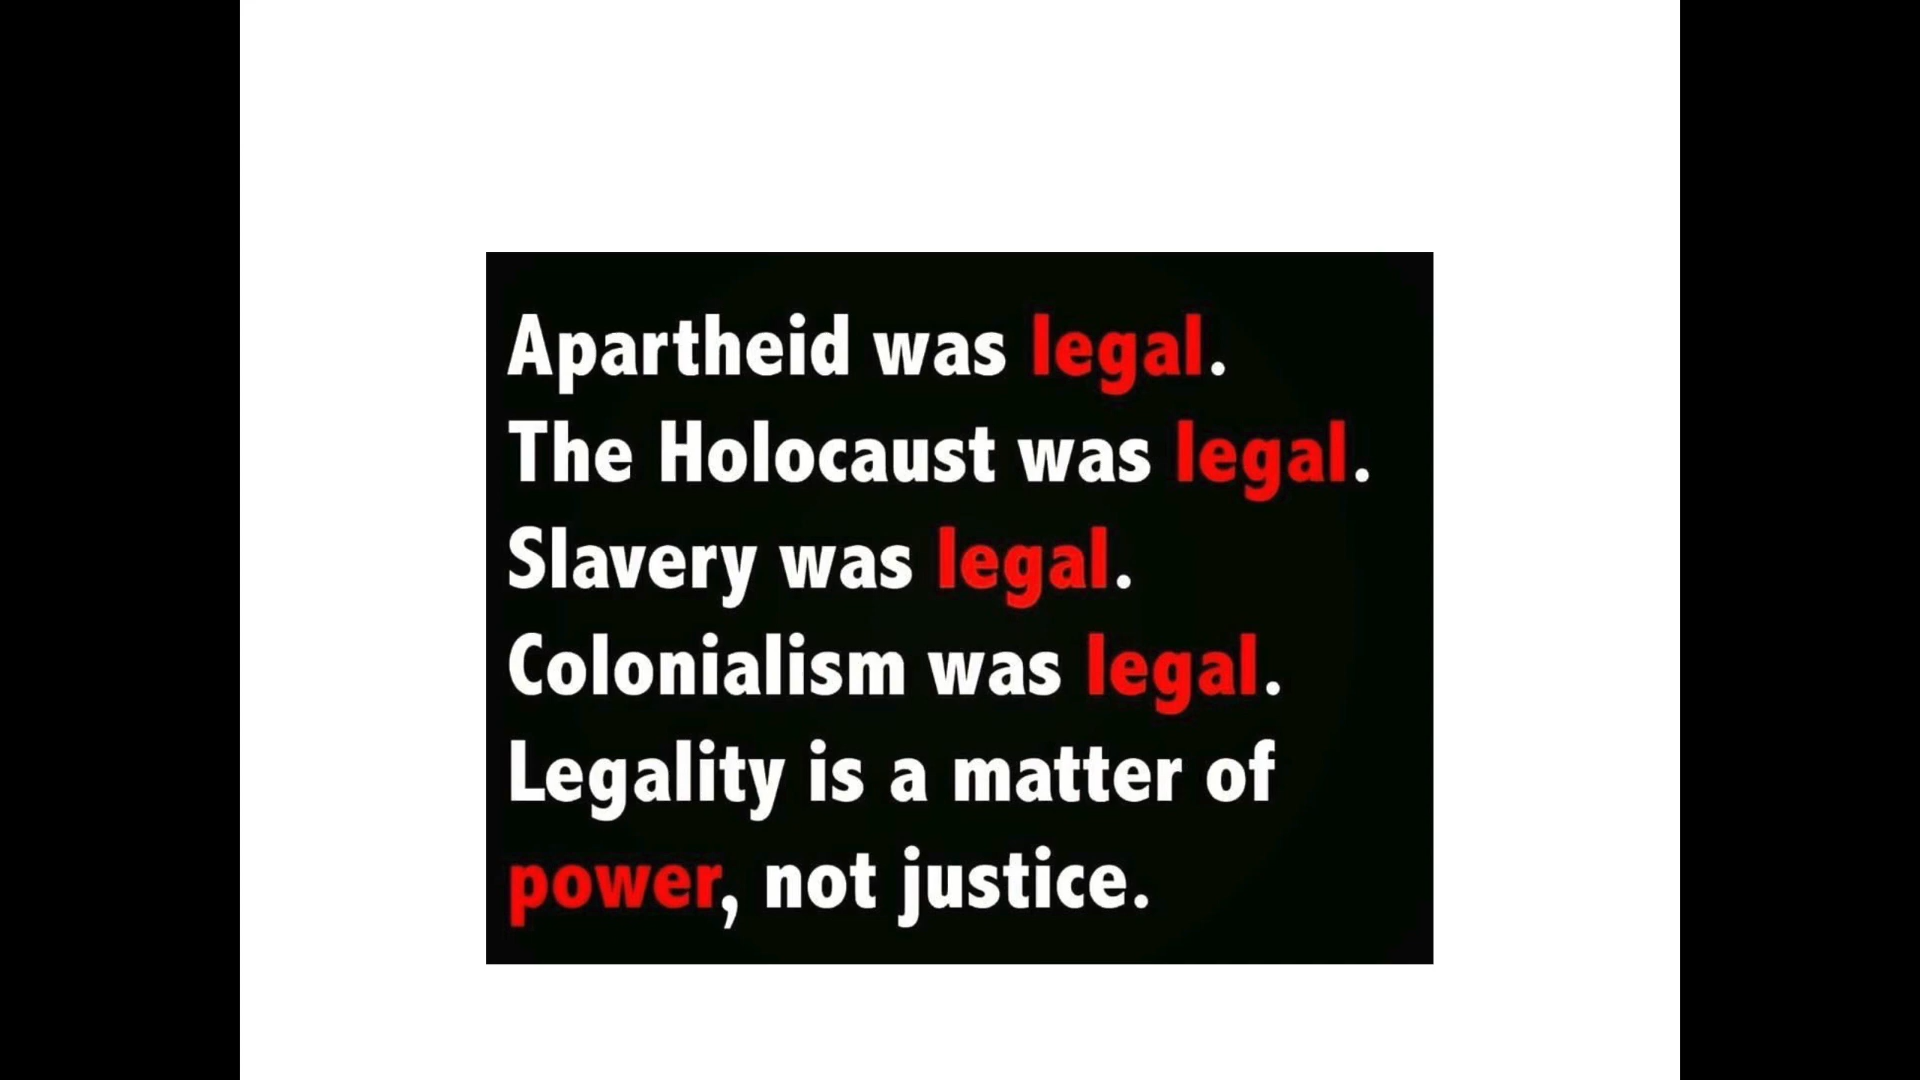 Apartheid was legal.
The Holocaust was legal.
Slavery was legal.
Colonialism was legal.
Legality is a matter of
power, not justice.